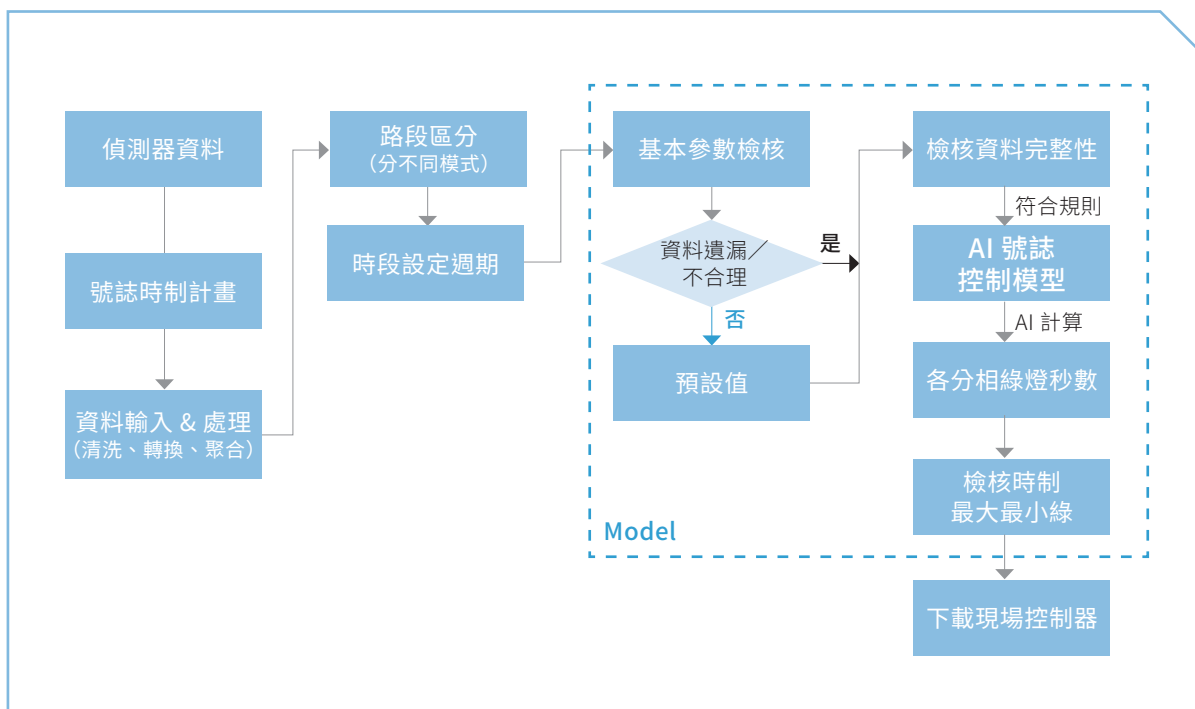 偵測器資料
號誌時制計畫
資料輸入 & 處理
（清洗、轉換、聚合）
路段區分
（分不同模式）
時段設定週期
基本參數檢核
資料遺漏／
不合理
是
否
預設值
檢核資料完整性
符合規則
AI 號誌
控制模型
AI 計算
各分相綠燈秒數
檢核時制
最大最小綠
Model
下載現場控制器